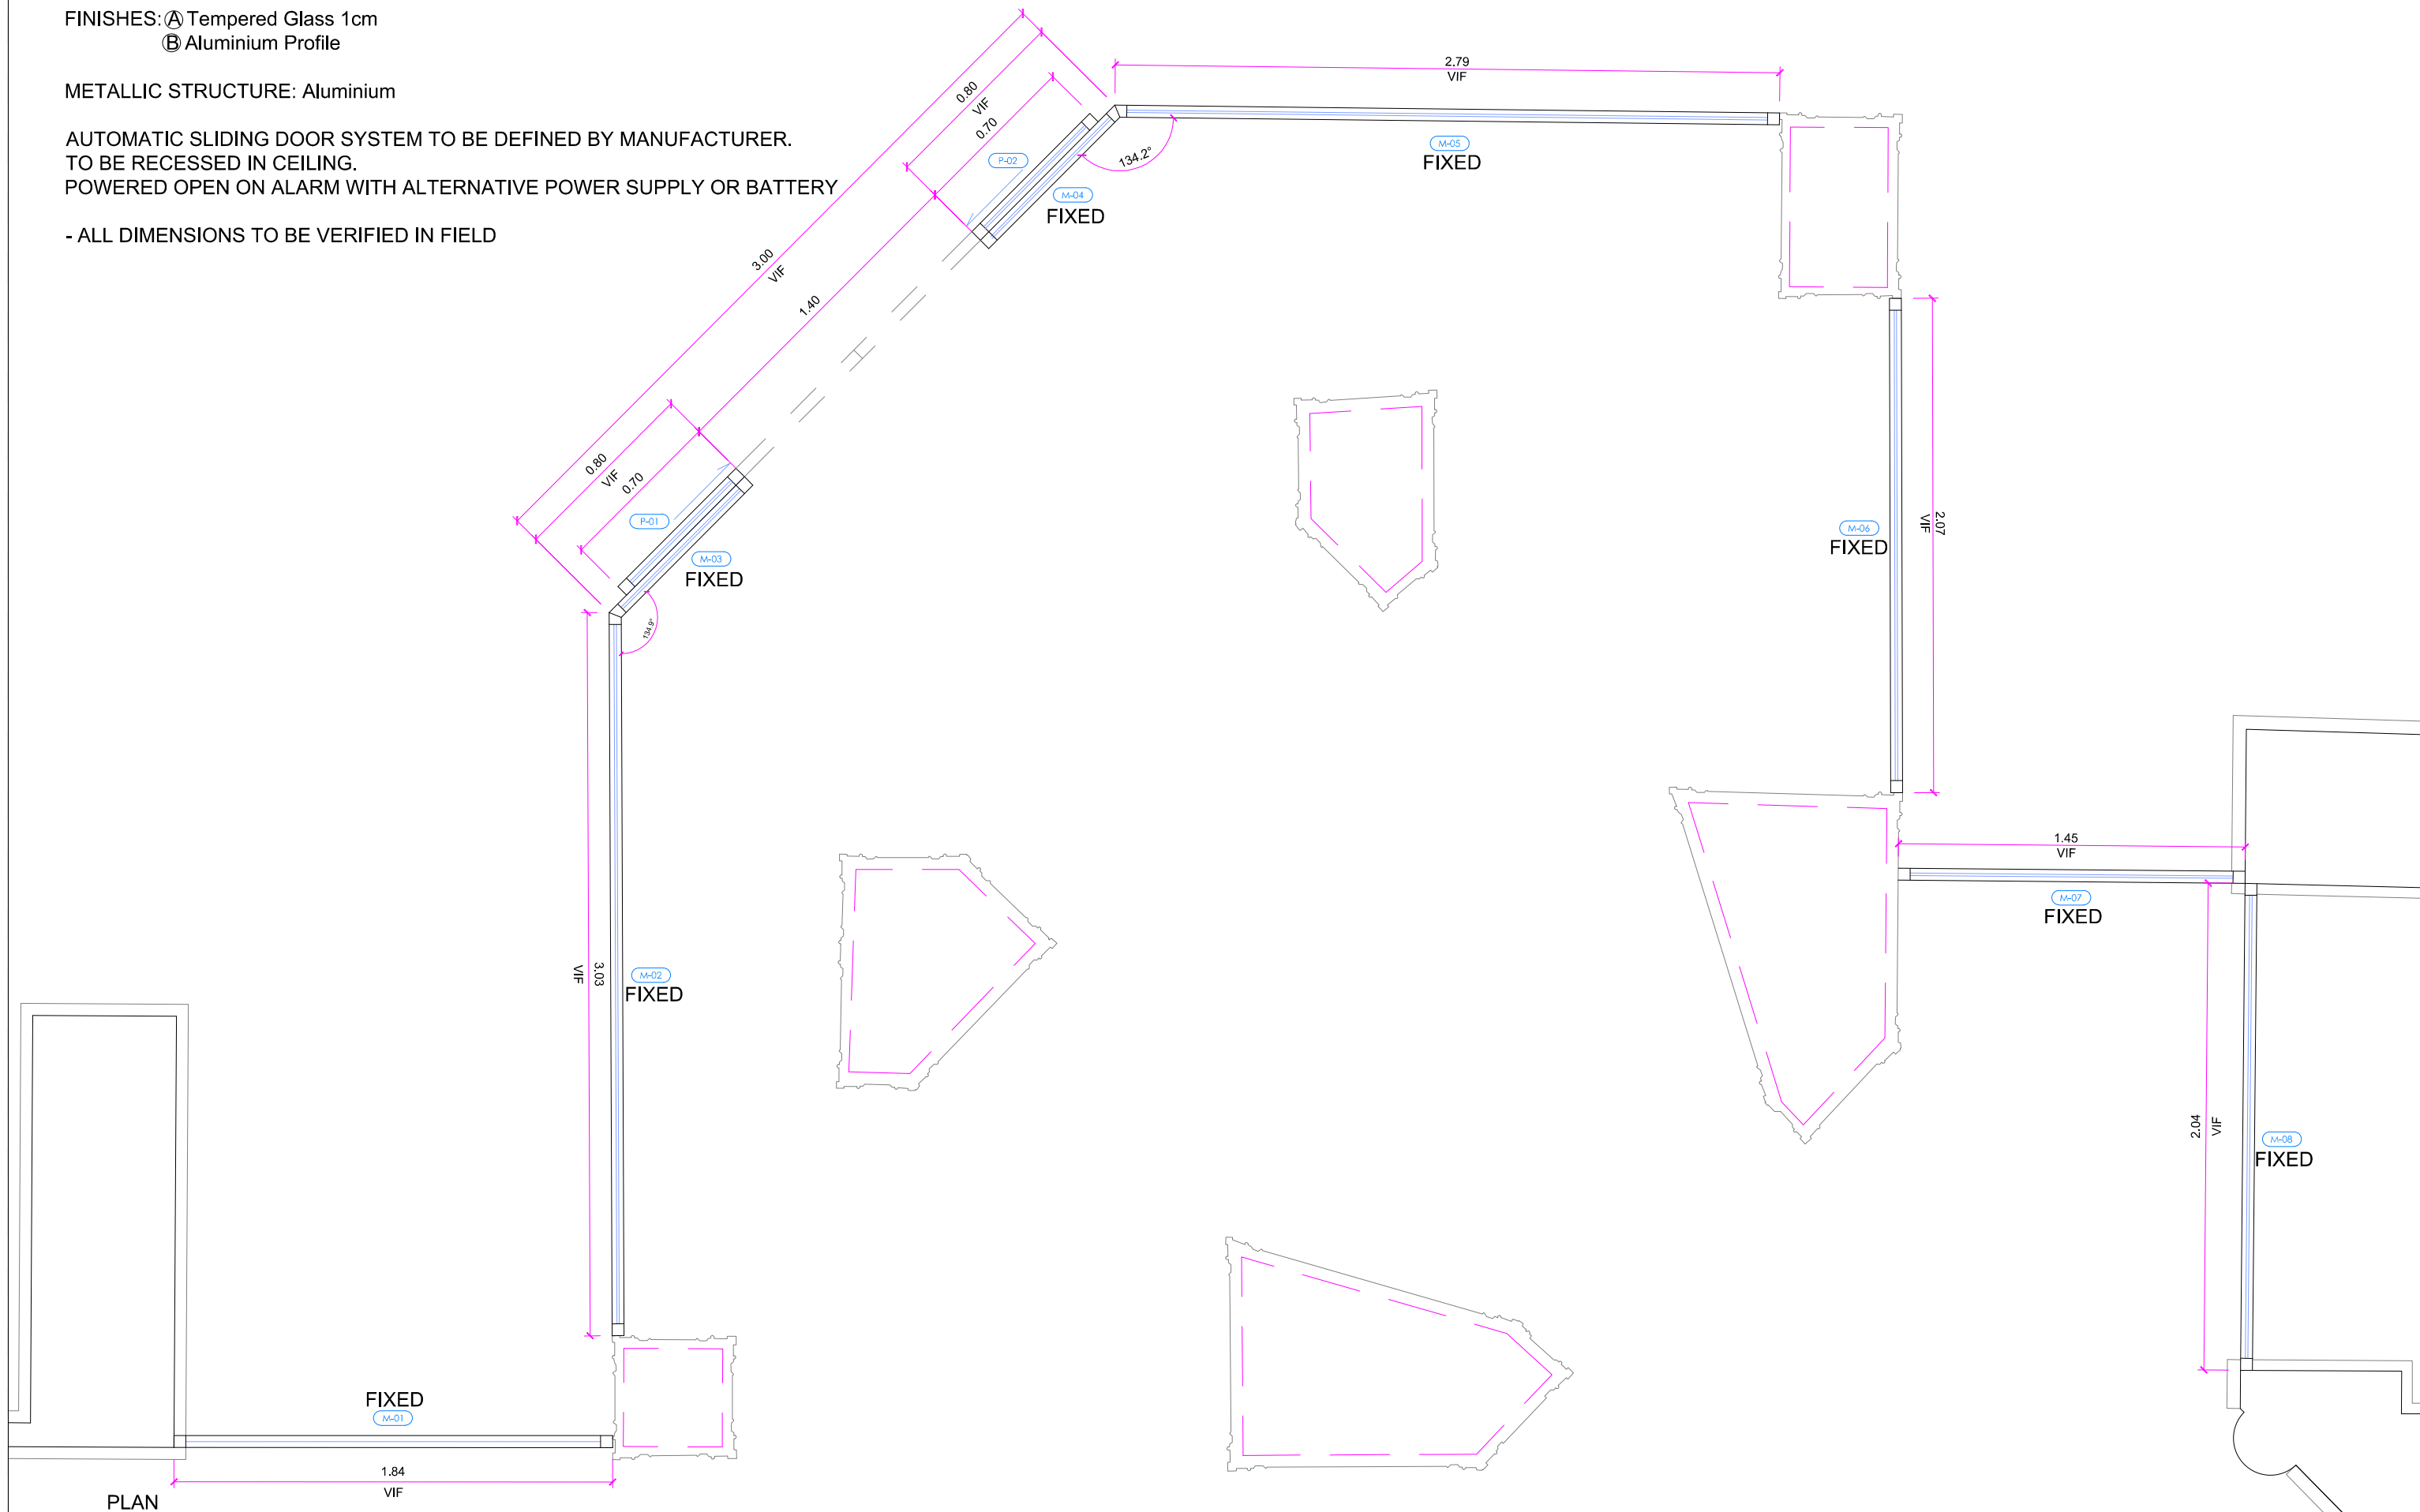 FINISHES: Ⓐ Tempered Glass 1cm
Ⓑ Aluminium Profile
METALLIC STRUCTURE: Aluminium
AUTOMATIC SLIDING DOOR SYSTEM TO BE DEFINED BY MANUFACTURER.
TO BE RECESSED IN CEILING.
POWERED OPEN ON ALARM WITH ALTERNATIVE POWER SUPPLY OR BATTERY
- ALL DIMENSIONS TO BE VERIFIED IN FIELD
2.79
VIF
0.80
VIF
0.70
P-02
134.2°
M-05
FIXED
M-04
FIXED
3.00
VIF
1.40
0.80
VIF
0.70
P-01
M-03
FIXED
134.9°
M-06
FIXED
2.07
VIF
1.45
VIF
M-07
FIXED
3.03
VIF
M-02
FIXED
2.04
VIF
M-08
FIXED
FIXED
M-01
1.84
VIF
PLAN